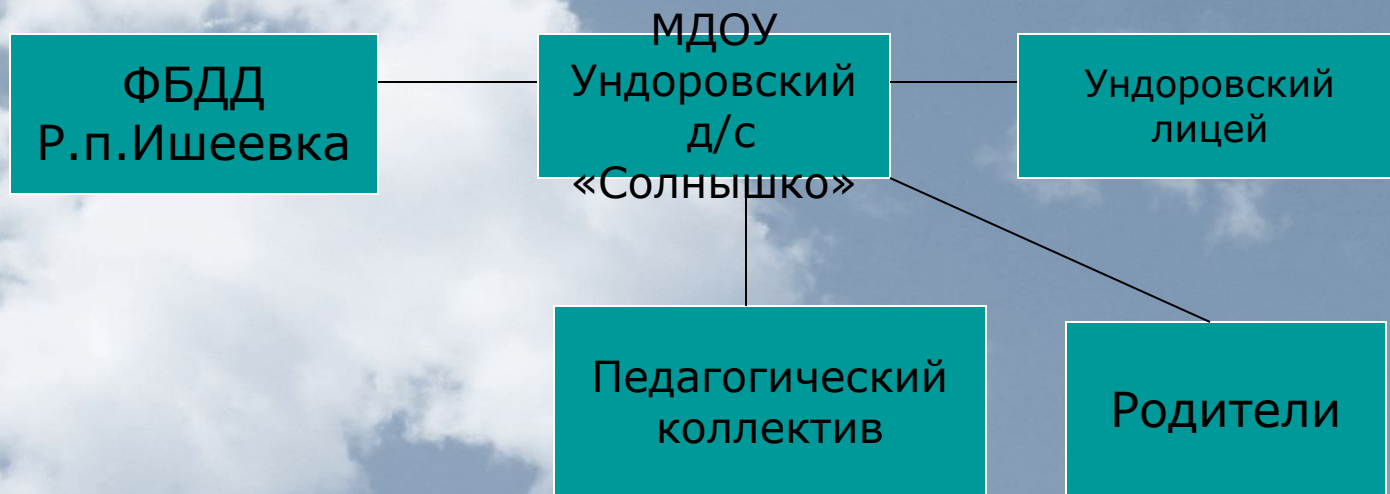 ФБДД
Р.п.Ишеевка
МДОУ
Ундоровский
д/с
«Солнышко»
Ундоровский
лицей
Педагогический
коллектив
Родители